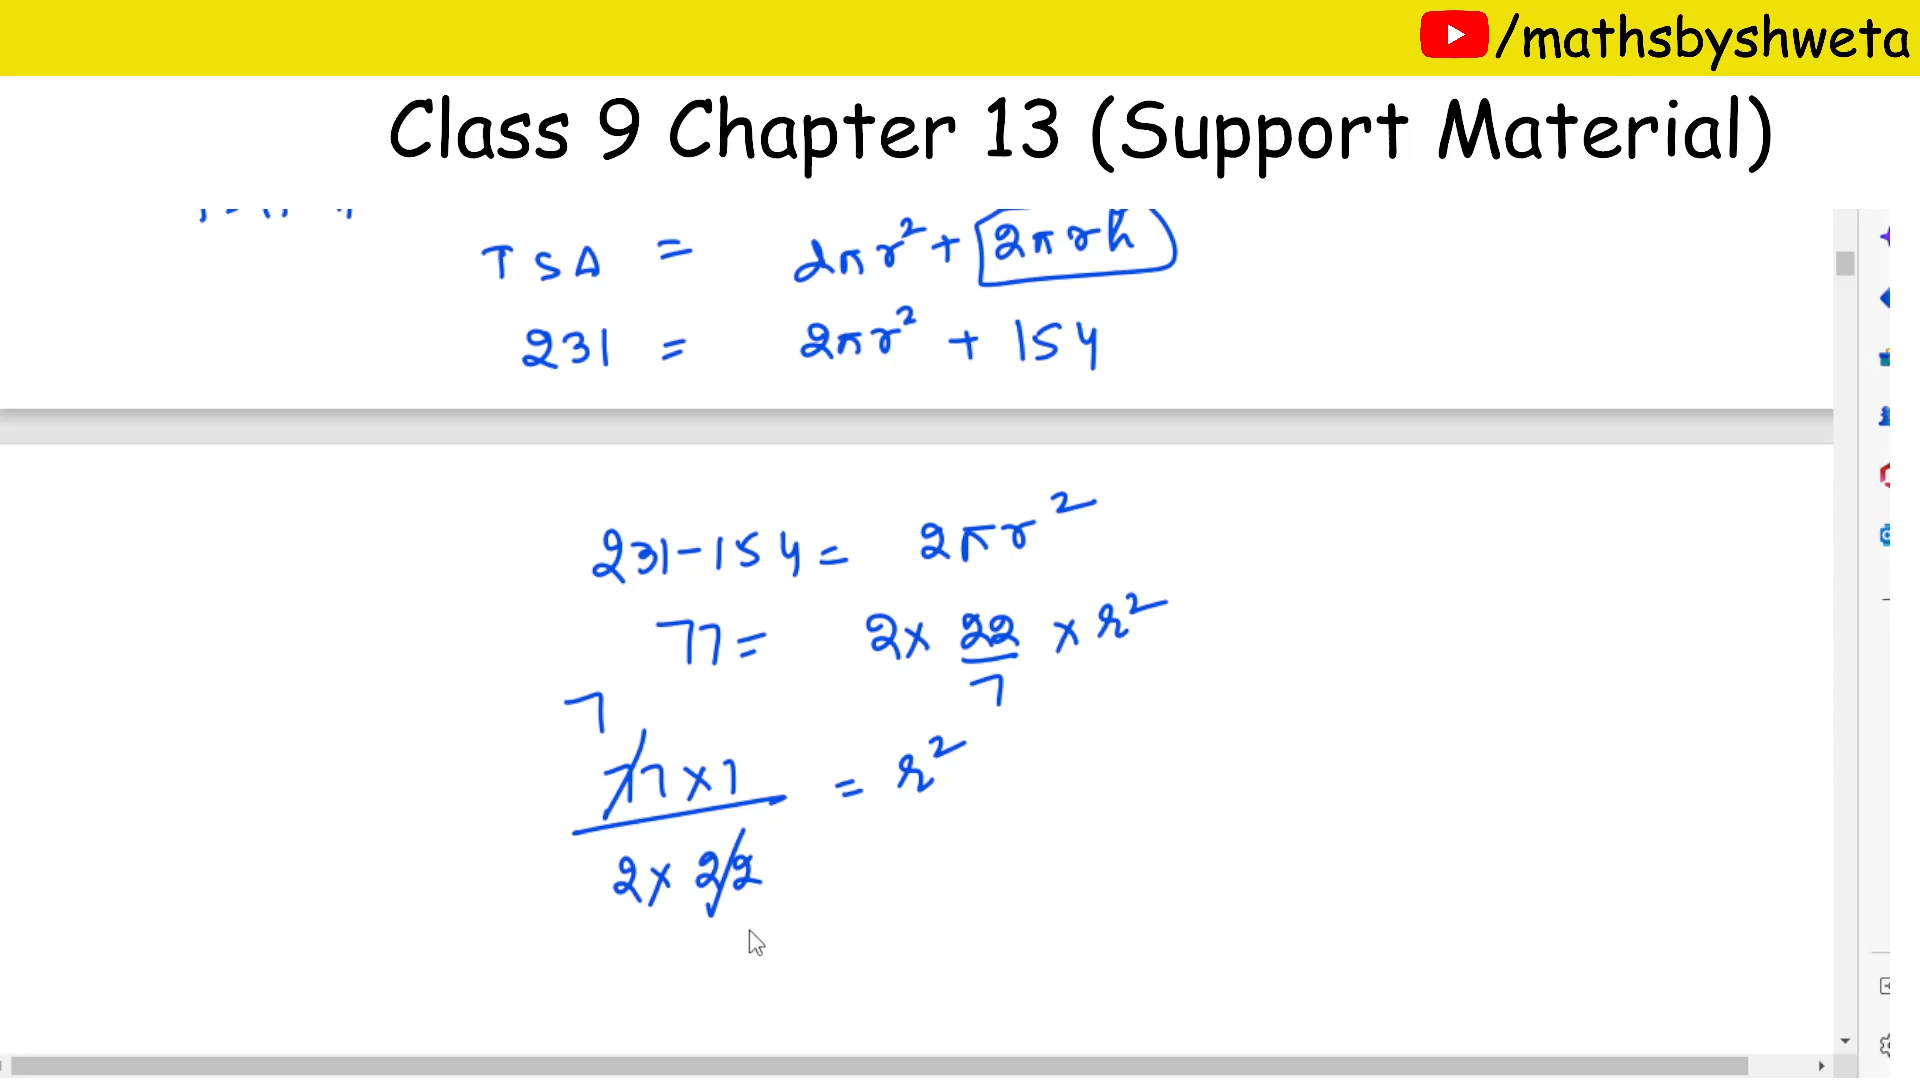 /mathsbyshweta
Class 9 Chapter 13 (Support Material)
TSA = 2πr² + 2πrh
231 = 2πr² + 154
231-154 = 2πr²
77 = 2 × 22/7 × r²
7
77 × 7 / 2 × 22 = r²